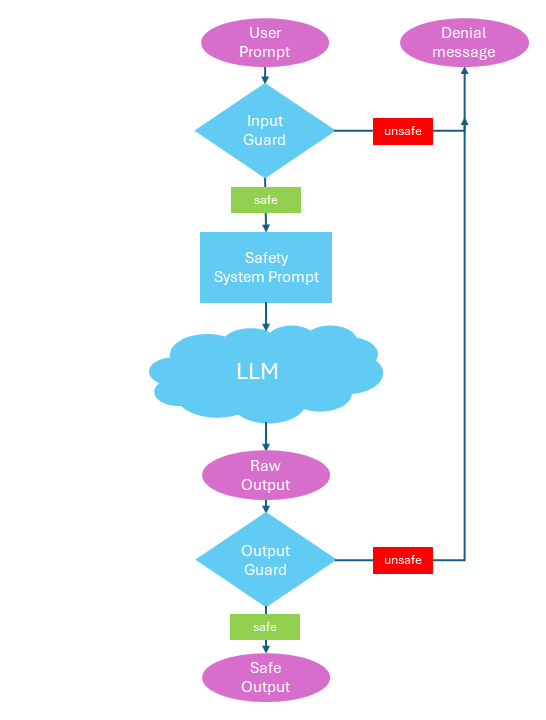 User
Prompt
Denial
message
Input
Guard
unsafe
safe
Safety
System Prompt
LLM
Raw
Output
Output
Guard
unsafe
safe
Safe
Output